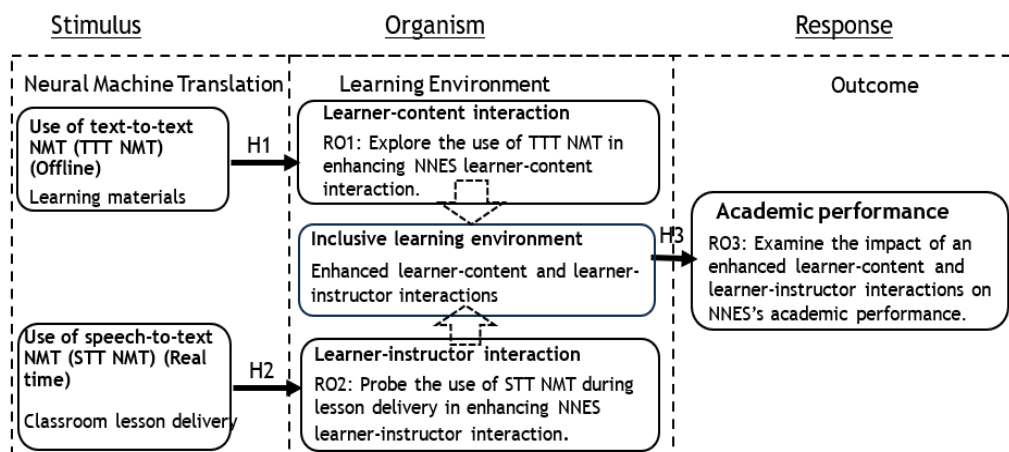 Stimulus
Organism
Response
Neural Machine Translation
Learning Environment
Outcome
Use of text-to-text
NMT (TTT NMT)
(Offline)
Learning materials
H1
Learner-content interaction
RO1: Explore the use of TTT NMT in
enhancing NNES learner-content
interaction.
Inclusive learning environment
Enhanced learner-content and learner-
instructor interactions
H3
Academic performance
RO3: Examine the impact of an
enhanced learner-content and
learner-instructor interactions on
NNES's academic performance.
Use of speech-to-text
NMT (STT NMT) (Real
time)
Classroom lesson delivery
H2
Learner-instructor interaction
RO2: Probe the use of STT NMT during
lesson delivery in enhancing NNES
learner-instructor interaction.